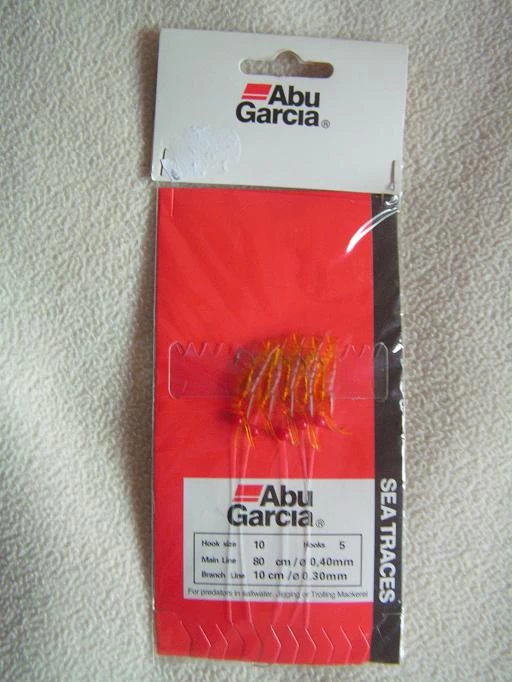 Abu
Garcia®
Abu
Garcia®
Hook size 10 Hooks 5
Main Line 80 cm/ø 0,40mm
Branch Line 10 cm/ø 0.30mm
For predators in saltwater, Jigging or Trolling Mackerel
SEA TRACES